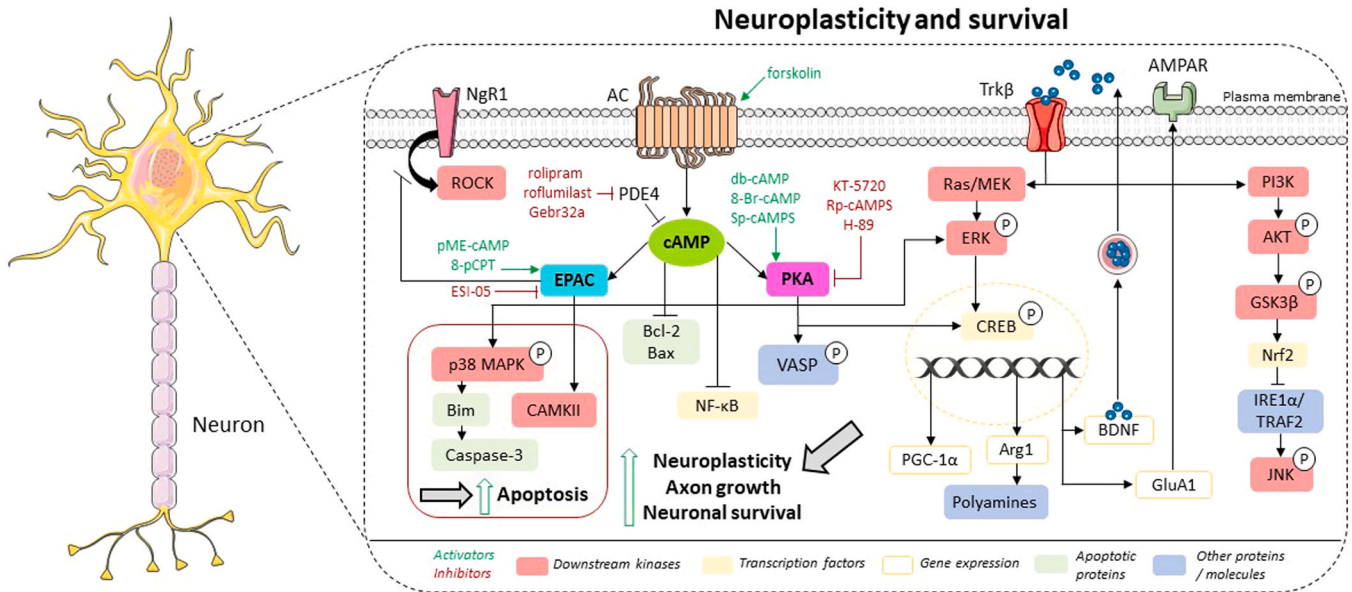 Neuroplasticity and survival
forskolin
NgR1
AC
Trkβ
AMPAR
Plasma membrane
ROCK
rolipram
roflumilast
Gebr32a
PDE4
db-cAMP
8-Br-cAMP
Sp-cAMPS
KT-5720
Rp-cAMPS
H-89
Ras/MEK
PI3K
pME-cAMP
8-pCPT
ESI-05
cAMP
ERK
P
AKT
P
EPAC
PKA
GSK3β
P
Bcl-2
Bax
CREB
P
p38 MAPK
P
VASP
P
Nrf2
Bim
CAMKII
NF-κB
IRE1α/
TRAF2
Neuron
Caspase-3
BDNF
PGC-1α
Arg1
JNK
P
GluA1
Apoptosis
Neuroplasticity
Axon growth
Neuronal survival
Polyamines
Activators
Inhibitors
Downstream kinases
Transcription factors
Gene expression
Apoptotic
proteins
Other proteins
/ molecules